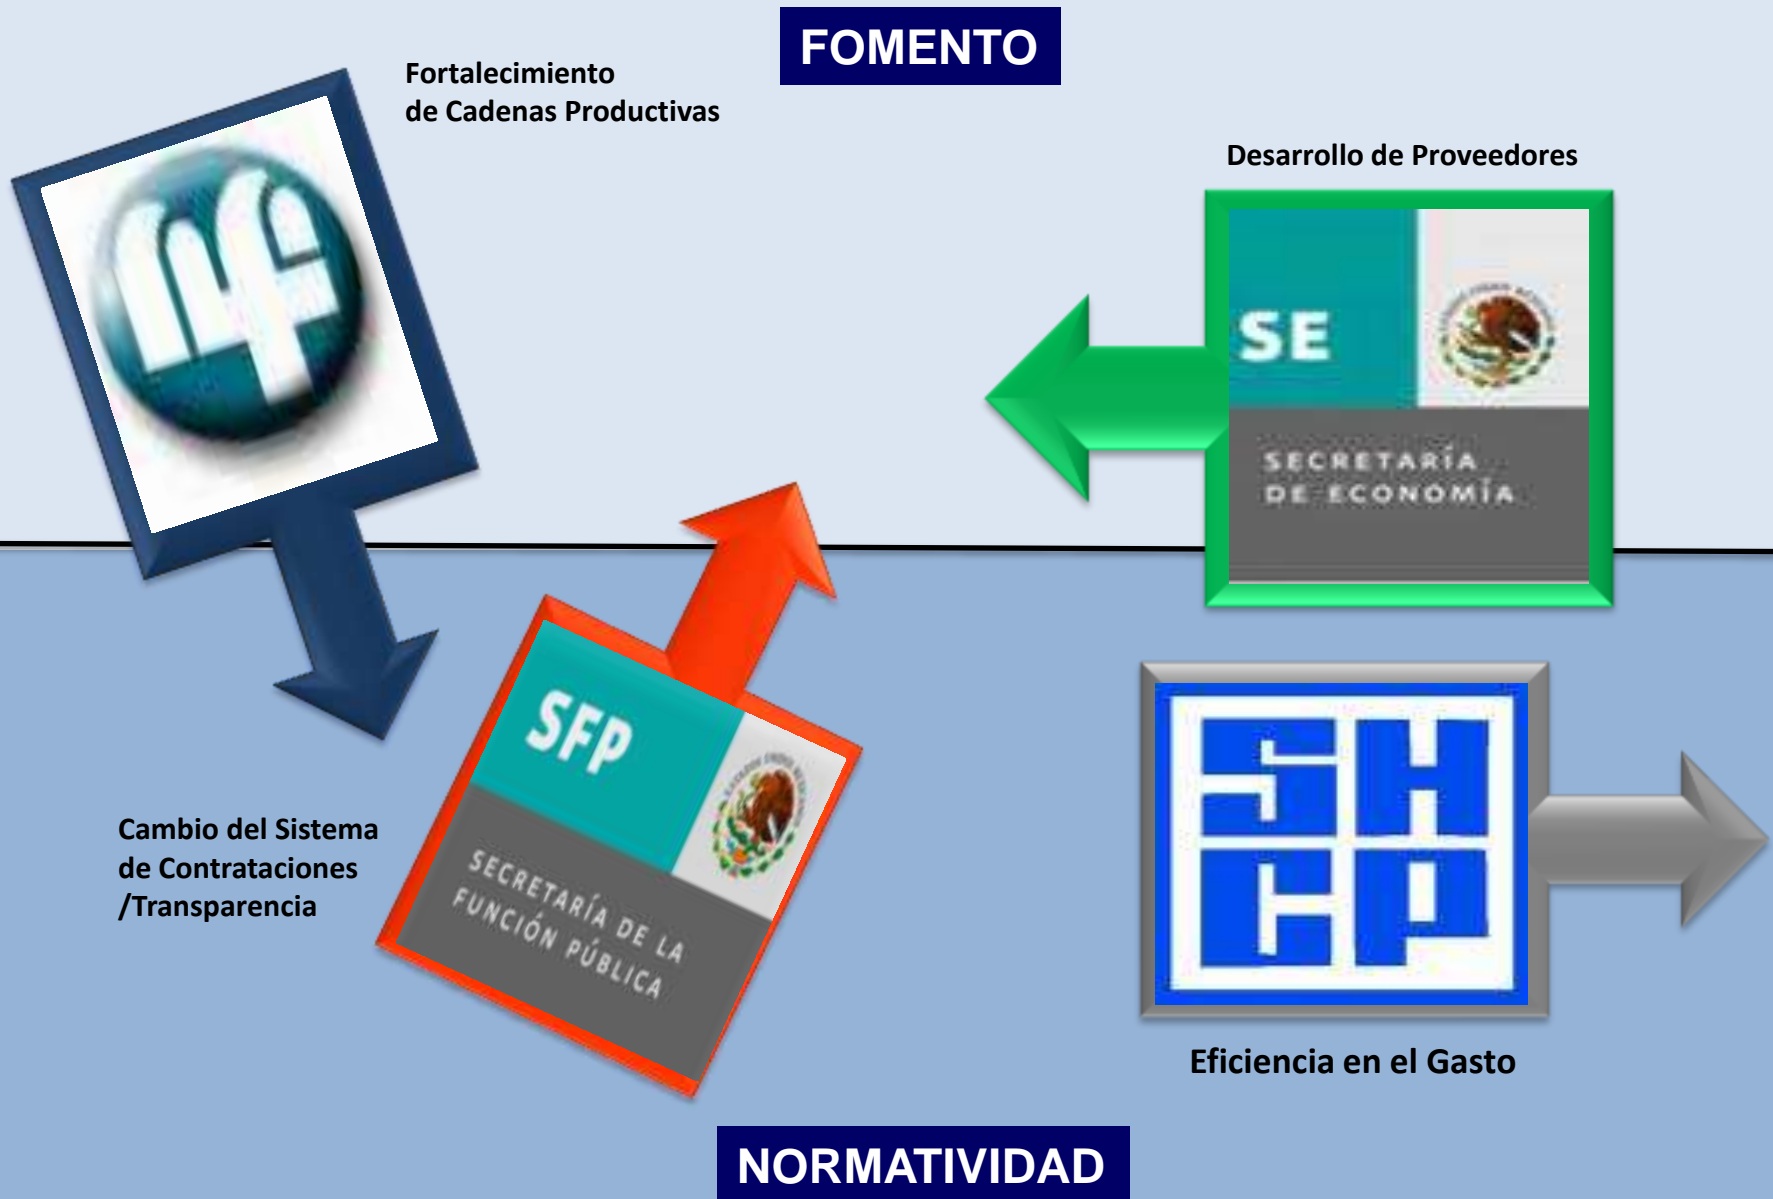 FOMENTO
Fortalecimiento
de Cadenas Productivas
nf
Desarrollo de Proveedores
SE
SECRETARÍA
DE ECONOMÍA
SFP
SECRETARÍA DE LA
FUNCIÓN PÚBLICA
Cambio del Sistema
de Contrataciones
/Transparencia
SH
CP
Eficiencia en el Gasto
NORMATIVIDAD